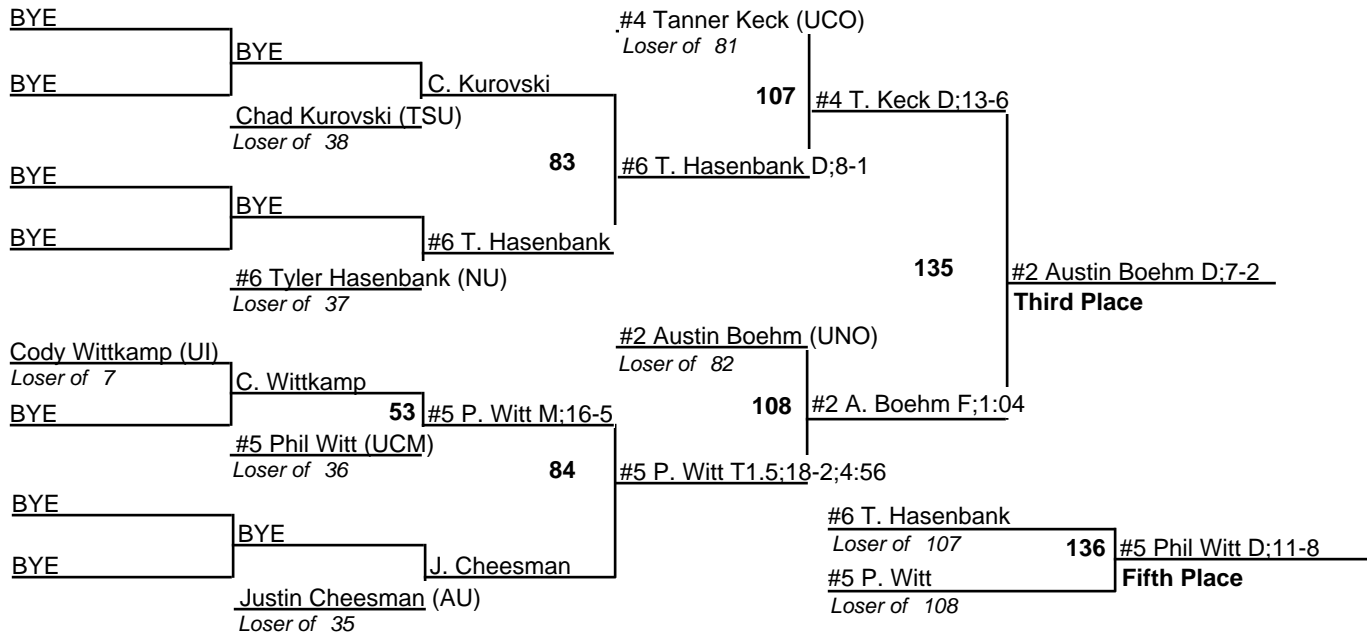 BYE
BYE
BYE
Chad Kurovski (TSU)
Loser of 38
C. Kurovski
83
BYE
BYE
BYE
#6 Tyler Hasenbank (NU)
Loser of 37
#6 T. Hasenbank
#4 Tanner Keck (UCO)
Loser of 81
107
#6 T. Hasenbank D;8-1
#4 T. Keck D;13-6
135
#2 Austin Boehm D;7-2
Third Place
Cody Wittkamp (UI)
Loser of 7
BYE
C. Wittkamp
53
#5 Phil Witt (UCM)
Loser of 36
#5 P. Witt M;16-5
84
BYE
BYE
BYE
Justin Cheesman (AU)
Loser of 35
J. Cheesman
#2 Austin Boehm (UNO)
Loser of 82
108
#5 P. Witt T1.5;18-2;4:56
#2 A. Boehm F;1:04
#6 T. Hasenbank
Loser of 107
136
#5 P. Witt
Loser of 108
#5 Phil Witt D;11-8
Fifth Place